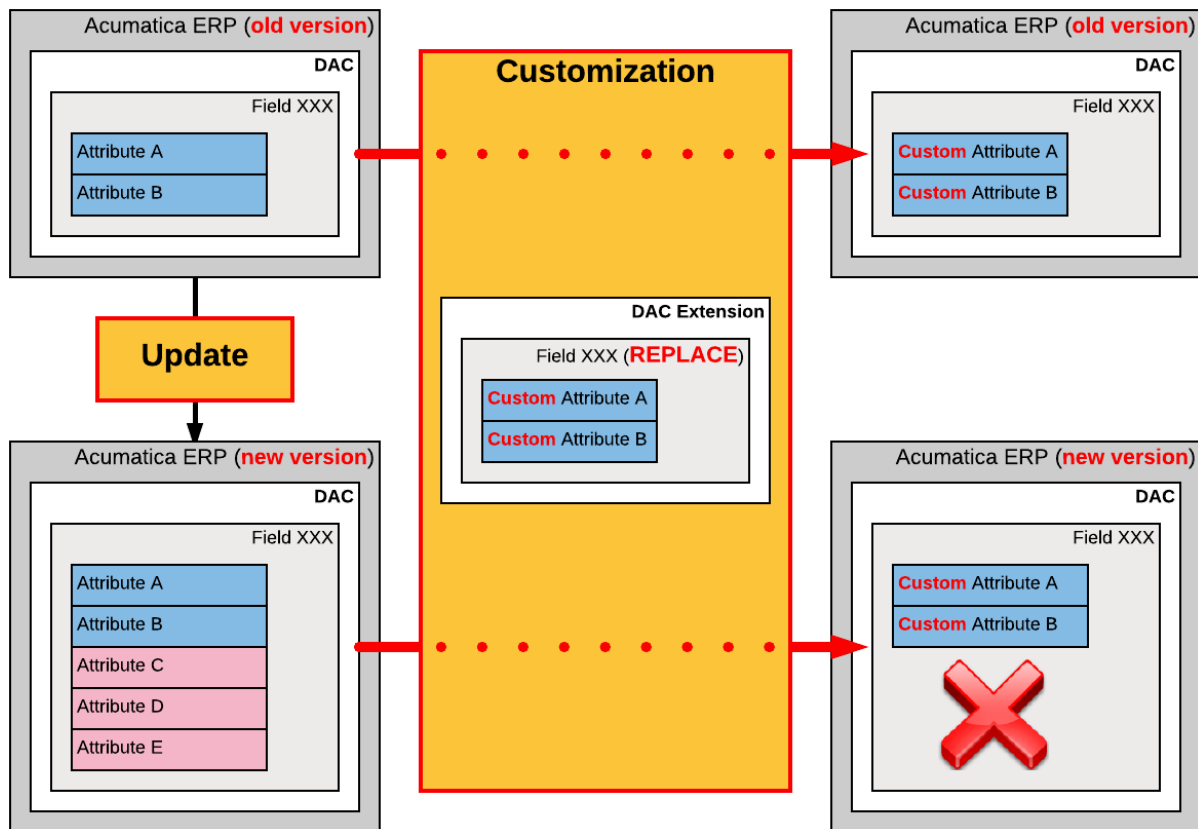 Acumatica ERP (old version)
DAC
Field XXX
Attribute A
Attribute B
Update
Acumatica ERP (new version)
DAC
Field XXX
Attribute A
Attribute B
Attribute C
Attribute D
Attribute E
Customization
DAC Extension
Field XXX (REPLACE)
Custom Attribute A
Custom Attribute B
Acumatica ERP (old version)
DAC
Field XXX
Custom Attribute A
Custom Attribute B
Acumatica ERP (new version)
DAC
Field XXX
Custom Attribute A
Custom Attribute B